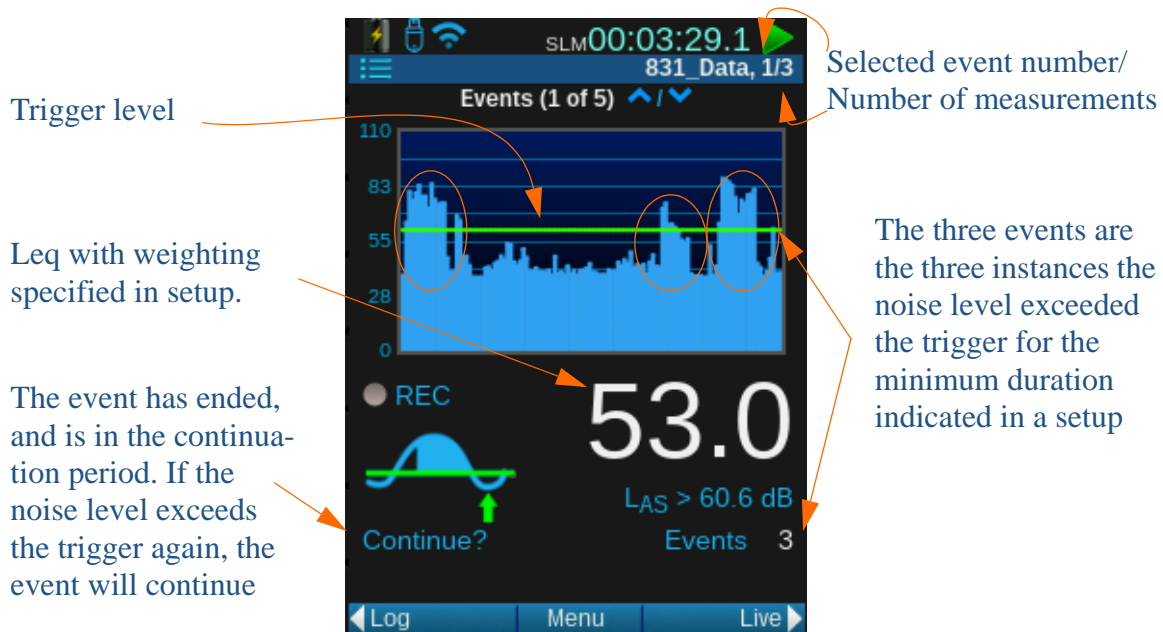 SLM00:03:29.1
831_Data, 1/3
Events (1 of 5) /
Selected event number/
Number of measurements
Trigger level
110
83
55
28
0
Leq with weighting
specified in setup.
The three events are
the three instances the
noise level exceeded
the trigger for the
minimum duration
indicated in a setup
The event has ended,
and is in the continua-
tion period. If the
noise level exceeds
the trigger again, the
event will continue
REC
53.0
LAS > 60.6 dB
Continue?
Events 3
Log Menu Live